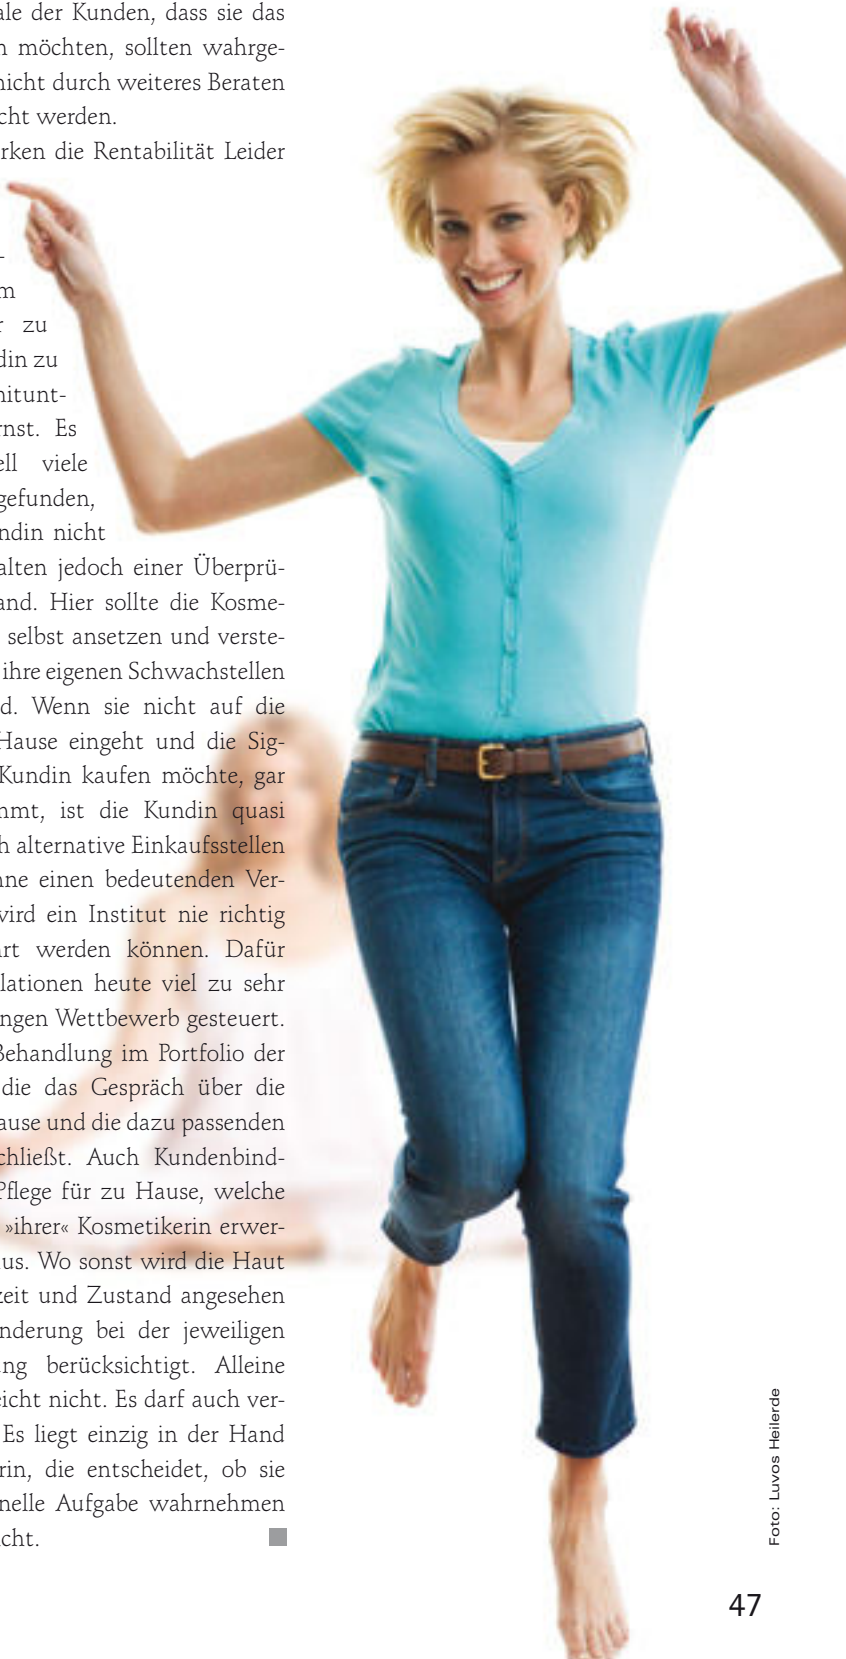 ale der Kunden, dass sie das
n möchten, sollten wahrge-
nicht durch weiteres Beraten
cht werden.
rken die Rentabilität Leider
-
m
r zu
din zu
nitunt-
rnst. Es
ell viele
gefunden,
ndin nicht
alten jedoch einer Überprü-
and. Hier sollte die Kosme-
selbst ansetzen und verste-
ihre eigenen Schwachstellen
d. Wenn sie nicht auf die
Hause eingeht und die Sig-
Kundin kaufen möchte, gar
mmt, ist die Kundin quasi
h alternative Einkaufsstellen
nne einen bedeutenden Ver-
wird ein Institut nie richtig
art werden können. Dafür
lationen heute viel zu sehr
ngen Wettbewerb gesteuert.
Behandlung im Portfolio der
die das Gespräch über die
ause und die dazu passenden
chließt. Auch Kundenbind-
Pflege für zu Hause, welche
»ihrer« Kosmetikerin erwer-
us. Wo sonst wird die Haut
zeit und Zustand angesehen
nderung bei der jeweiligen
ung berücksichtigt. Alleine
eicht nicht. Es darf auch ver-
Es liegt einzig in der Hand
rin, die entscheidet, ob sie
nelle Aufgabe wahrnehmen
cht.
Foto: Luvos Heilerde
47